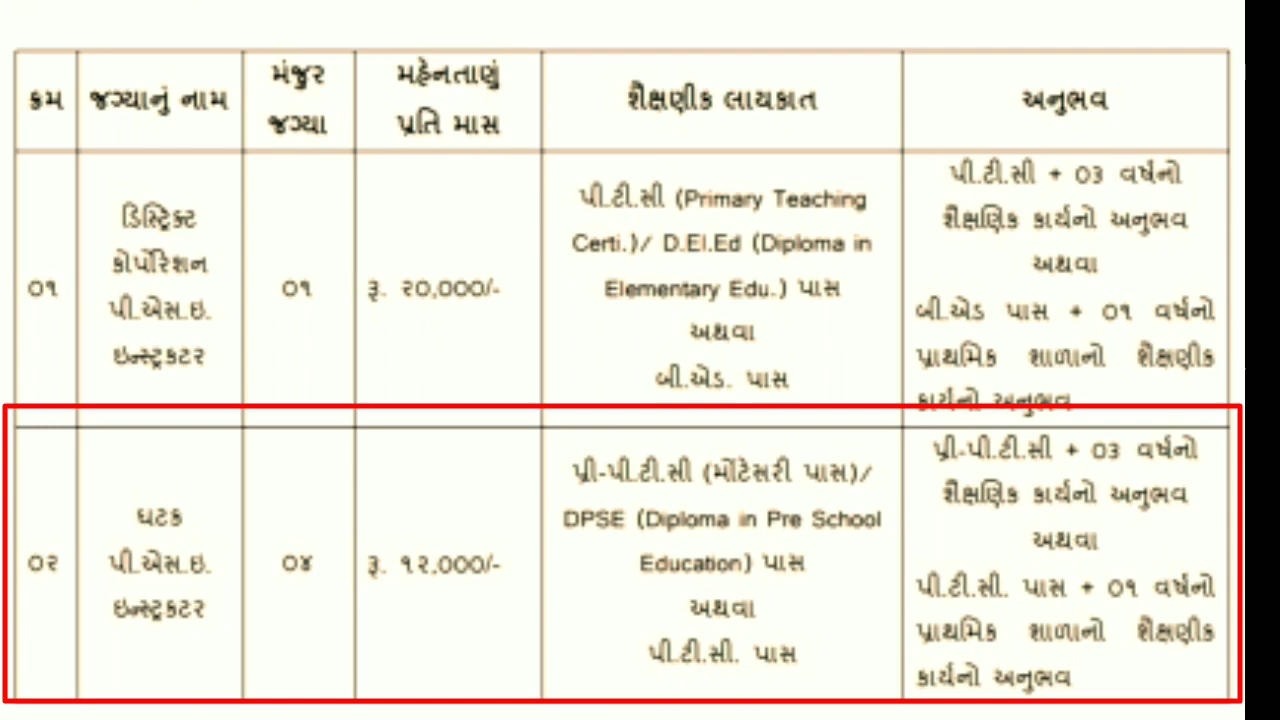 ક્રમ
જગ્યાનું નામ
મંજુર
જગ્યા
મહેનતાણું
પ્રતિ માસ
શૈક્ષણીક લાયકાત
અનુભવ
૦૧
ડિસ્ટ્રિક્ટ
કોર્પોરેશન
પી.એસ.ઇ.
ઇન્સ્ટ્રકટર
૦૧
રૂ. ૨૦,૦૦૦/-
પી.ટી.સી (Primary Teaching
Certi.)/ D.El.Ed (Diploma in
Elementary Edu.) પાસ
અથવા
બી.એડ. પાસ
પી.ટી.સી + ૦૩ વર્ષનો
શૈક્ષણિક કાર્યનો અનુભવ
અથવા
બી.એડ પાસ + ૦૧ વર્ષનો
પ્રાથમિક શાળાનો શૈક્ષણીક
કાર્યનો અનુભવ
૦૨
ઘટક
પી.એસ.ઇ.
ઇન્સ્ટ્રકટર
૦૪
રૂ. ૧૨,૦૦૦/-
પ્રી-પી.ટી.સી (મોંટેસરી પાસ)/
DPSE (Diploma in Pre School
Education) પાસ
અથવા
પી.ટી.સી. પાસ
પ્રી-પી.ટી.સી + ૦૩ વર્ષનો
શૈક્ષણિક કાર્યનો અનુભવ
અથવા
પી.ટી.સી. પાસ + ૦૧ વર્ષનો
પ્રાથમિક શાળાનો શૈક્ષણીક
કાર્યનો અનુભવ